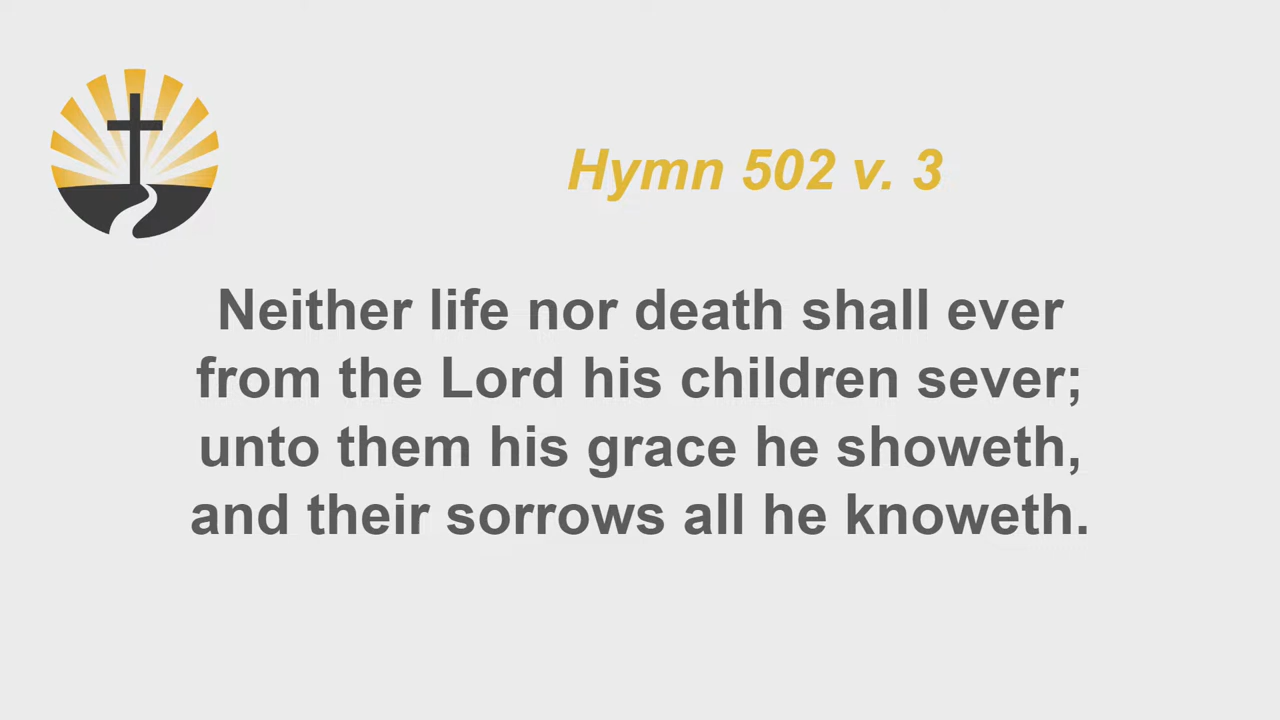 Hymn 502 v. 3
Neither life nor death shall ever
from the Lord his children sever;
unto them his grace he showeth,
and their sorrows all he knoweth.